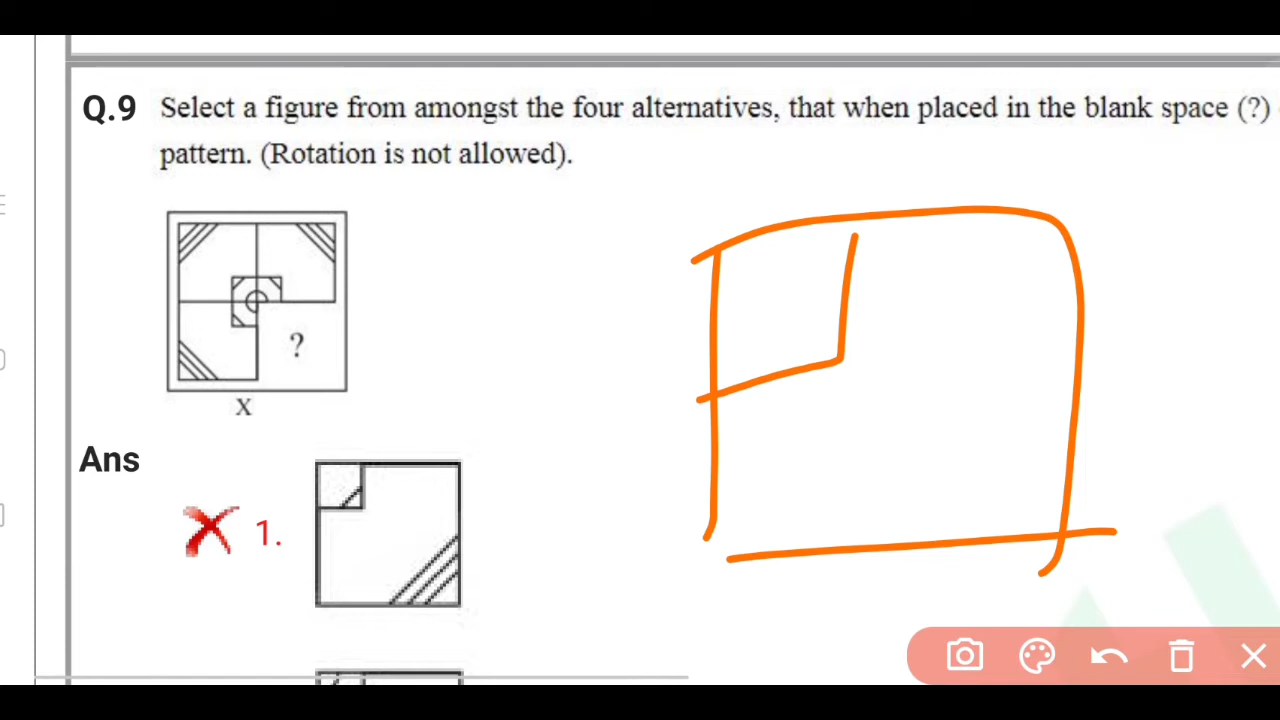 Q.9 Select a figure from amongst the four alternatives, that when placed in the blank space (?)
pattern. (Rotation is not allowed).
?
X
Ans
1.